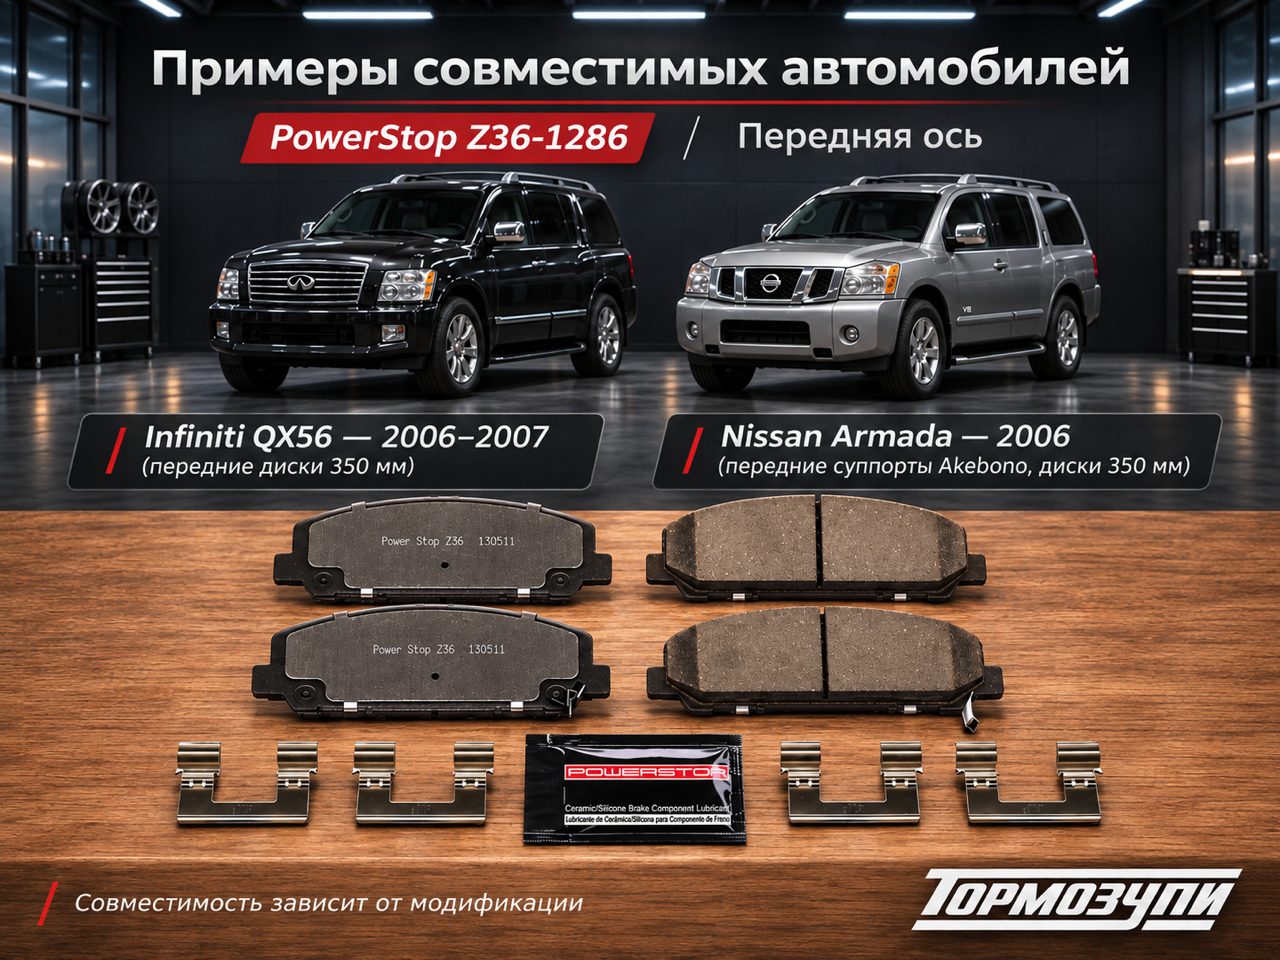 Примеры совместимых автомобилей
PowerStop Z36-1286 / Передняя ось
V8
Infiniti QX56 — 2006–2007
(передние диски 350 мм)
Nissan Armada — 2006
(передние суппорты Akebono, диски 350 мм)
Power Stop Z36 130511
Power Stop Z36 130511
POWERSTOP
Ceramic/Silicone Brake Component Lubricant
Lubricante de Cerámica/Silicona para Componente de Freno
Совместимость зависит от модификации
ТОРМОЗУПИ